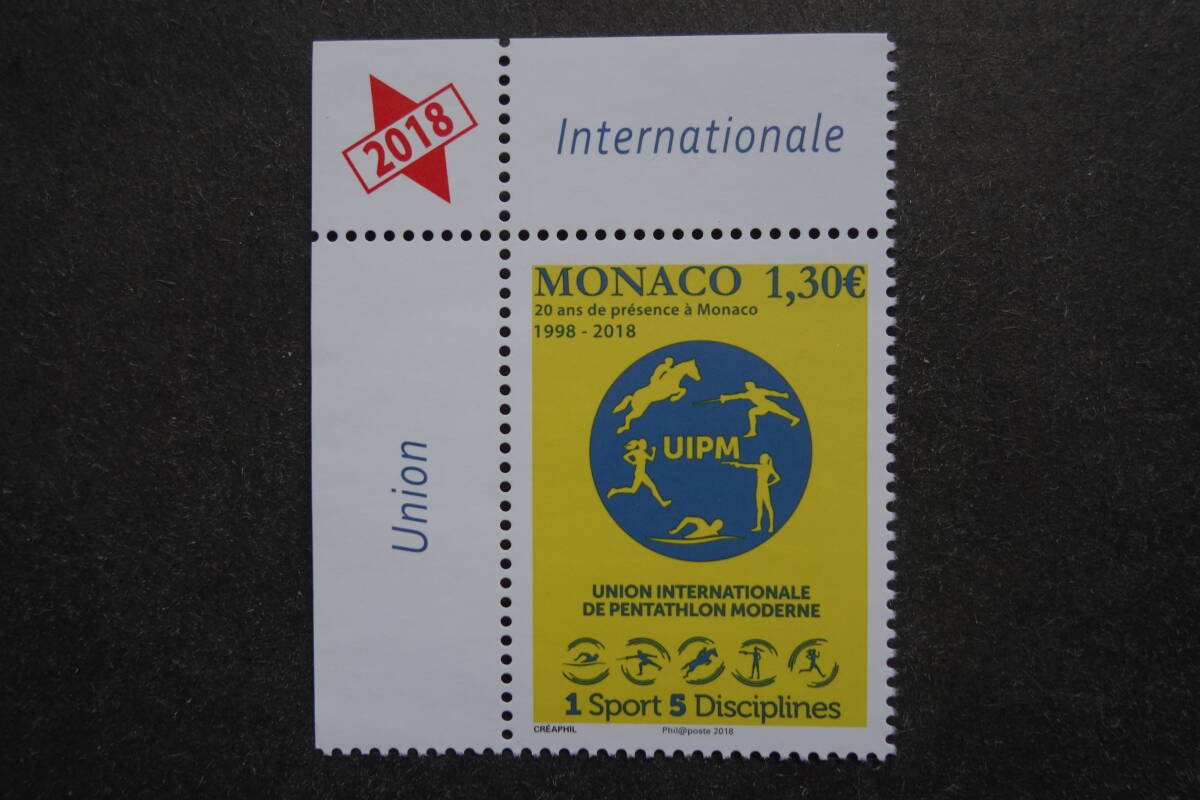 2018
Internationale
Union
MONACO 1,30€
20 ans de présence à Monaco
1998 - 2018
UIPM
UNION INTERNATIONALE
DE PENTATHLON MODERNE
1 Sport 5 Disciplines
CRÉAPHIL Phil@poste 2018